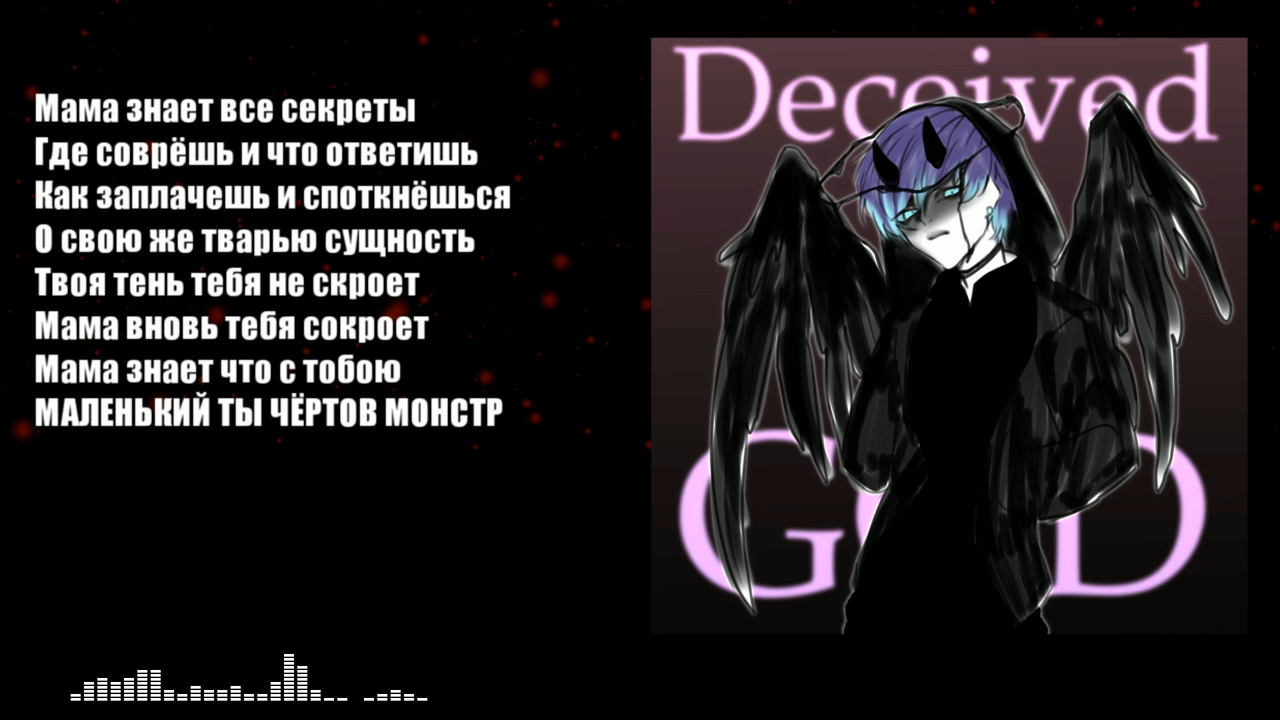 Мама знает все секреты
Где соврёшь и что ответишь
Как заплачешь и споткнёшься
О свою же тварью сущность
Твоя тень тебя не скроет
Мама вновь тебя сокроет
Мама знает что с тобою
МАЛЕНЬКИЙ ТЫ ЧЁРТОВ МОНСТР
Deceived
GOD